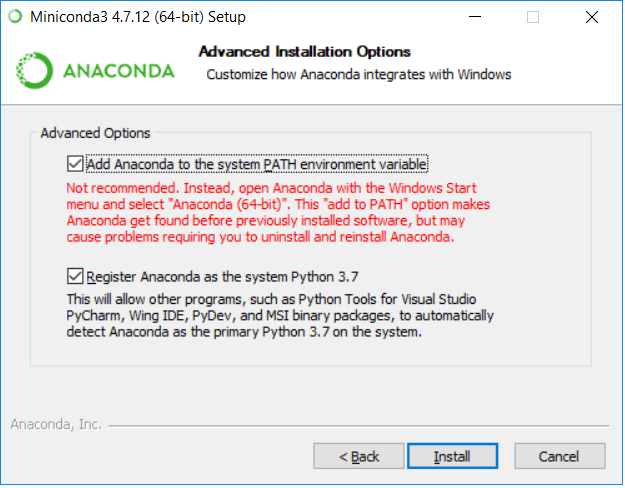 Miniconda3 4.7.12 (64-bit) Setup
ANACONDA
Advanced Installation Options
Customize how Anaconda integrates with Windows
Advanced Options
Add Anaconda to the system PATH environment variable
Not recommended. Instead, open Anaconda with the Windows Start
menu and select "Anaconda (64-bit)". This "add to PATH" option makes
Anaconda get found before previously installed software, but may
cause problems requiring you to uninstall and reinstall Anaconda.
Register Anaconda as the system Python 3.7
This will allow other programs, such as Python Tools for Visual Studio
PyCharm, Wing IDE, PyDev, and MSI binary packages, to automatically
detect Anaconda as the primary Python 3.7 on the system.
Anaconda, Inc.
< Back
Install
Cancel